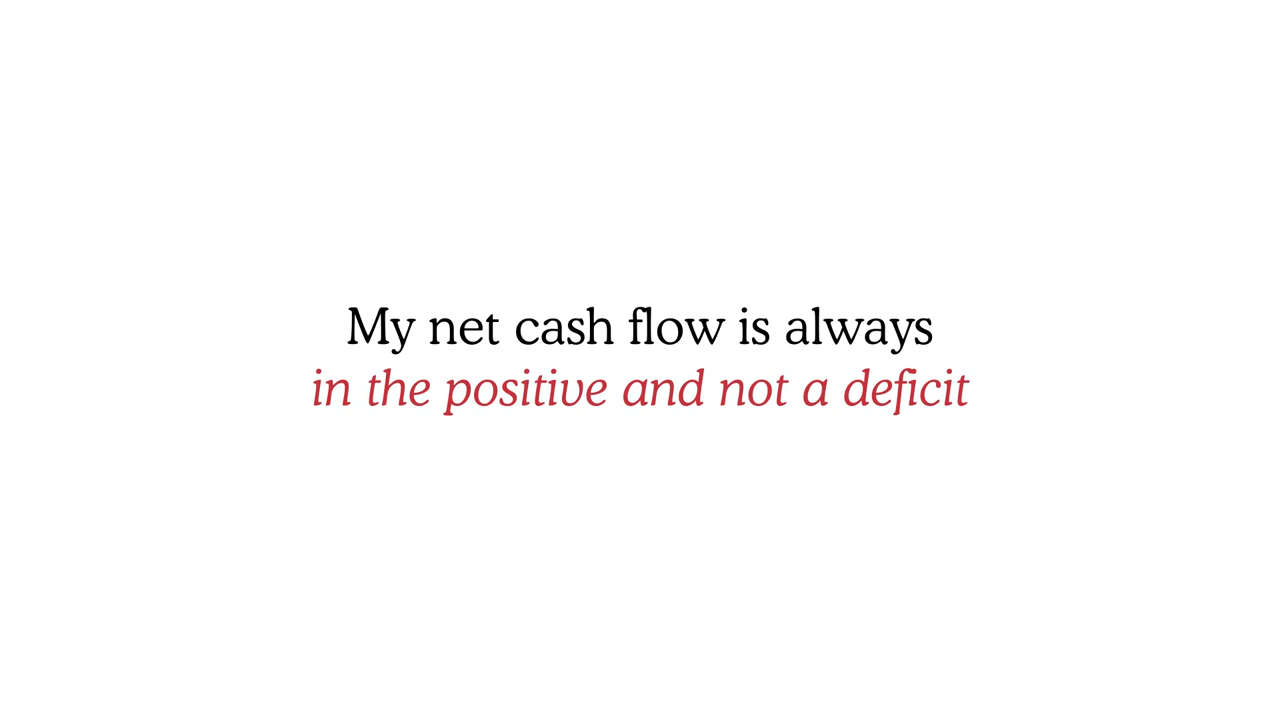 My net cash flow is always
in the positive and not a deficit